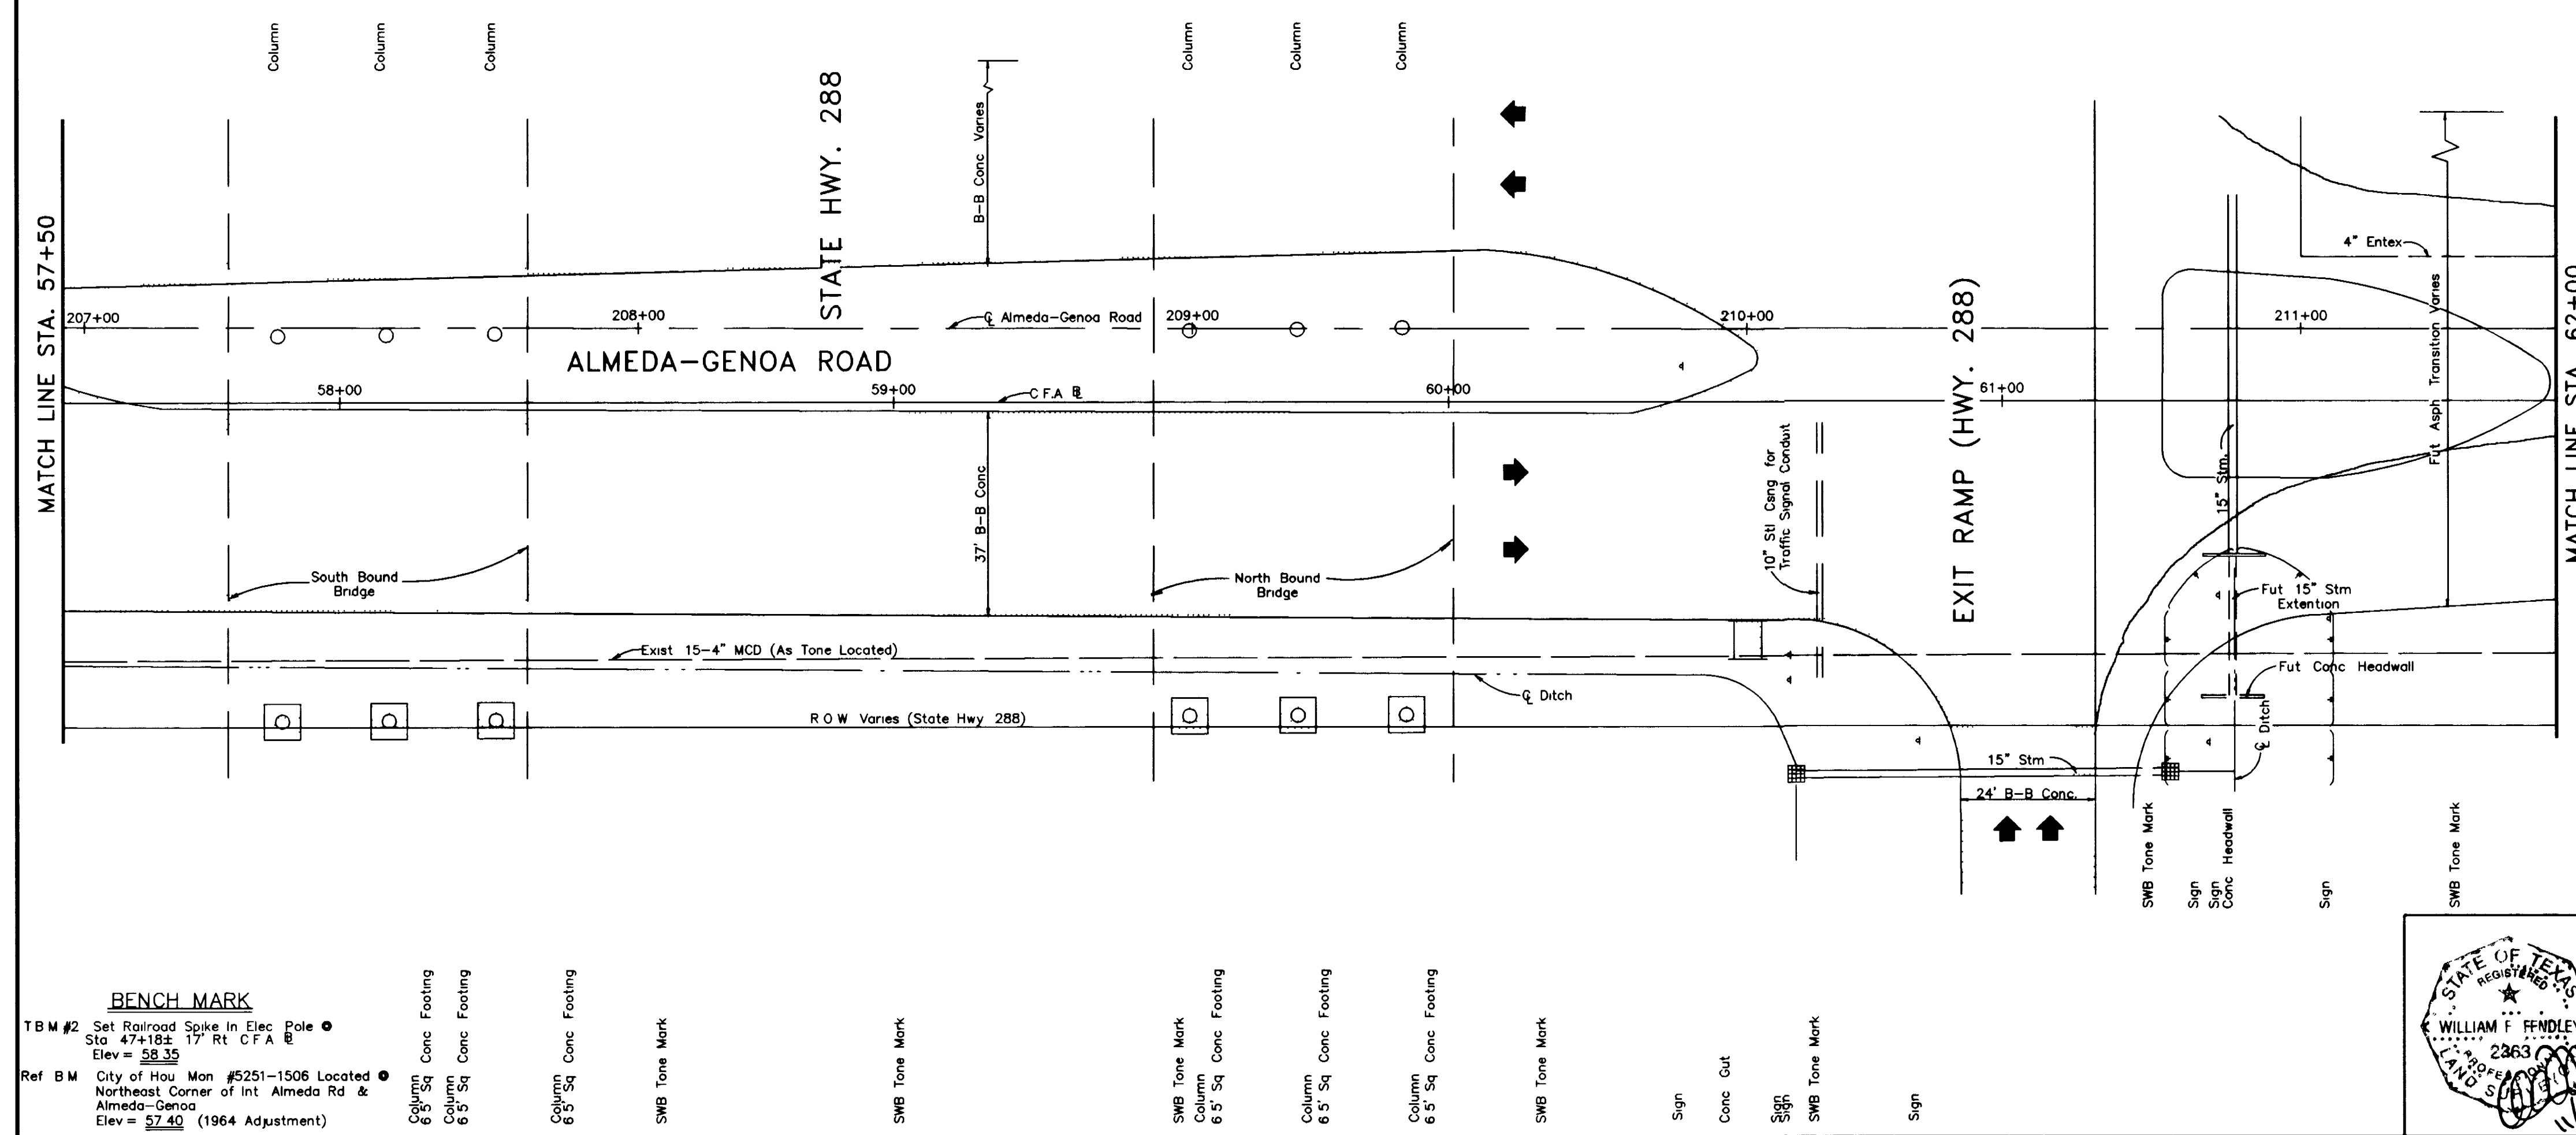 Column
Column
Column
Column
Column
Column
MATCH LINE STA. 57+50
STATE HWY. 288
B-B Conc Varies
4" Entex
Fut Asph Transition Varies
MATCH LINE STA. 62+00
207+00
208+00
℄ Almeda-Genoa Road
209+00
210+00
211+00
ALMEDA-GENOA ROAD
58+00
59+00
C F.A ⅊
60+00
61+00
EXIT RAMP (HWY. 288)
37' B-B Conc
10" Stl Csng for
Traffic Signal Conduit
15" Stm.
South Bound
Bridge
North Bound
Bridge
Fut 15" Stm
Extention
Exist 15-4" MCD (As Tone Located)
Fut Conc Headwall
℄ Ditch
R O W Varies (State Hwy 288)
℄ Ditch
15" Stm
24' B-B Conc.
SWB Tone Mark
Sign
Sign
Conc Headwall
Sign
SWB Tone Mark
BENCH MARK
T B M #2 Set Railroad Spike In Elec Pole
Sta 47+18± 17' Rt C F A ⅊
Elev = 58 35
Ref B M City of Hou Mon #5251-1506 Located
Northeast Corner of Int Almeda Rd &
Almeda-Genoa
Elev = 57 40 (1964 Adjustment)
Column
6 5' Sq Conc Footing
Column
6 5' Sq Conc Footing
Column
6 5' Sq Conc Footing
SWB Tone Mark
SWB Tone Mark
SWB Tone Mark
Column
6 5' Sq Conc Footing
Column
6 5' Sq Conc Footing
Column
6 5' Sq Conc Footing
SWB Tone Mark
Sign
Conc Gut
Sign
Sign
SWB Tone Mark
Sign
STATE OF TEXAS
REGISTERED
WILLIAM F FENDLEY
2363
PROFESSIONAL
LAND